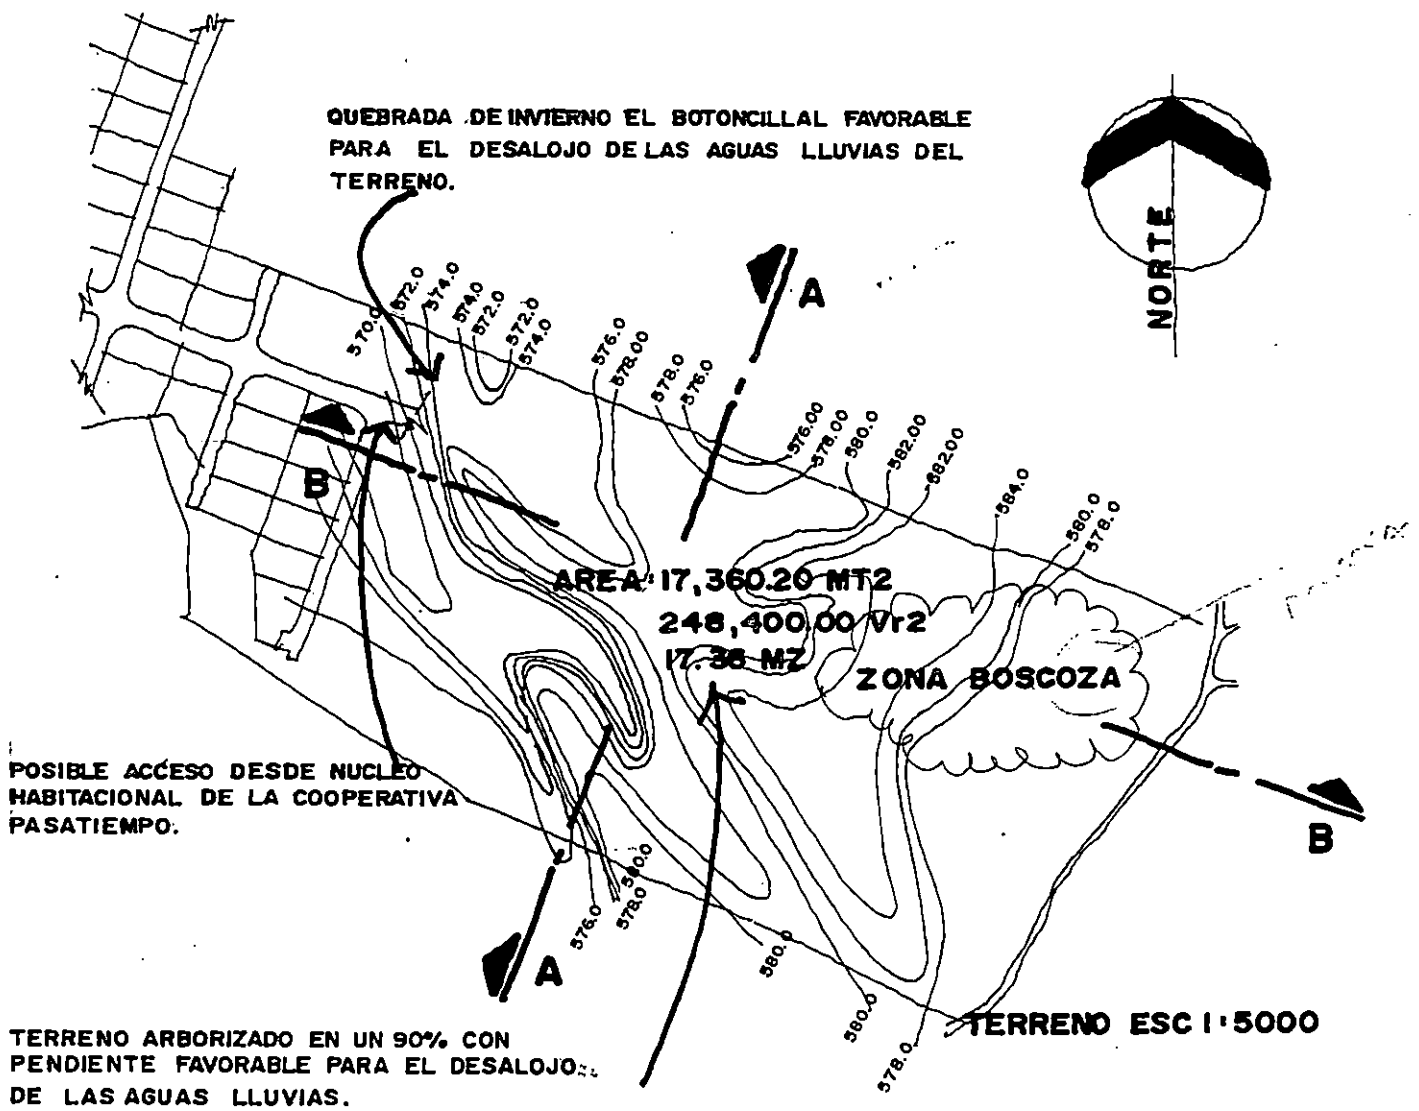 QUEBRADA DE INVIERNO EL BOTONCILLAL FAVORABLE
PARA EL DESALOJO DE LAS AGUAS LLUVIAS DEL
TERRENO.
NORTE
A
570.0
572.0
574.0
574.0
572.0
572.0
574.0
576.0
578.00
578.0
576.0
576.00
578.00
580.0
582.00
582.00
584.0
580.0
578.0
B
AREA: 17,360.20 MT2
248,400.00 Vr2
17.36 MZ
ZONA BOSCOZA
POSIBLE ACCESO DESDE NUCLEO
HABITACIONAL DE LA COOPERATIVA
PASATIEMPO.
B
580.0
578.0
576.0
580.0
580.0
578.0
A
TERRENO ESC 1:5000
TERRENO ARBORIZADO EN UN 90% CON
PENDIENTE FAVORABLE PARA EL DESALOJO
DE LAS AGUAS LLUVIAS.